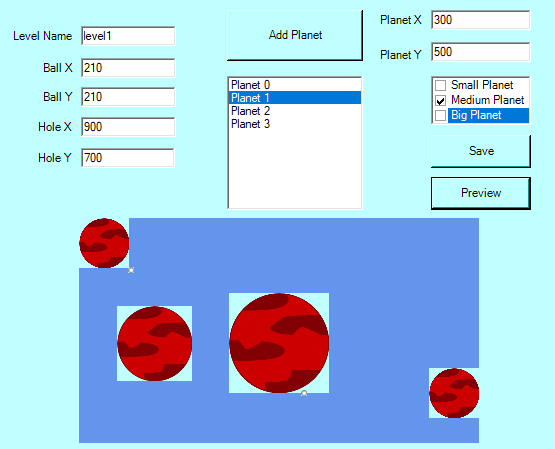 Level Name level1
Ball X 210
Ball Y 210
Hole X 900
Hole Y 700
Add Planet
Planet 0
Planet 1
Planet 2
Planet 3
Planet X 300
Planet Y 500
Small Planet
Medium Planet
Big Planet
Save
Preview